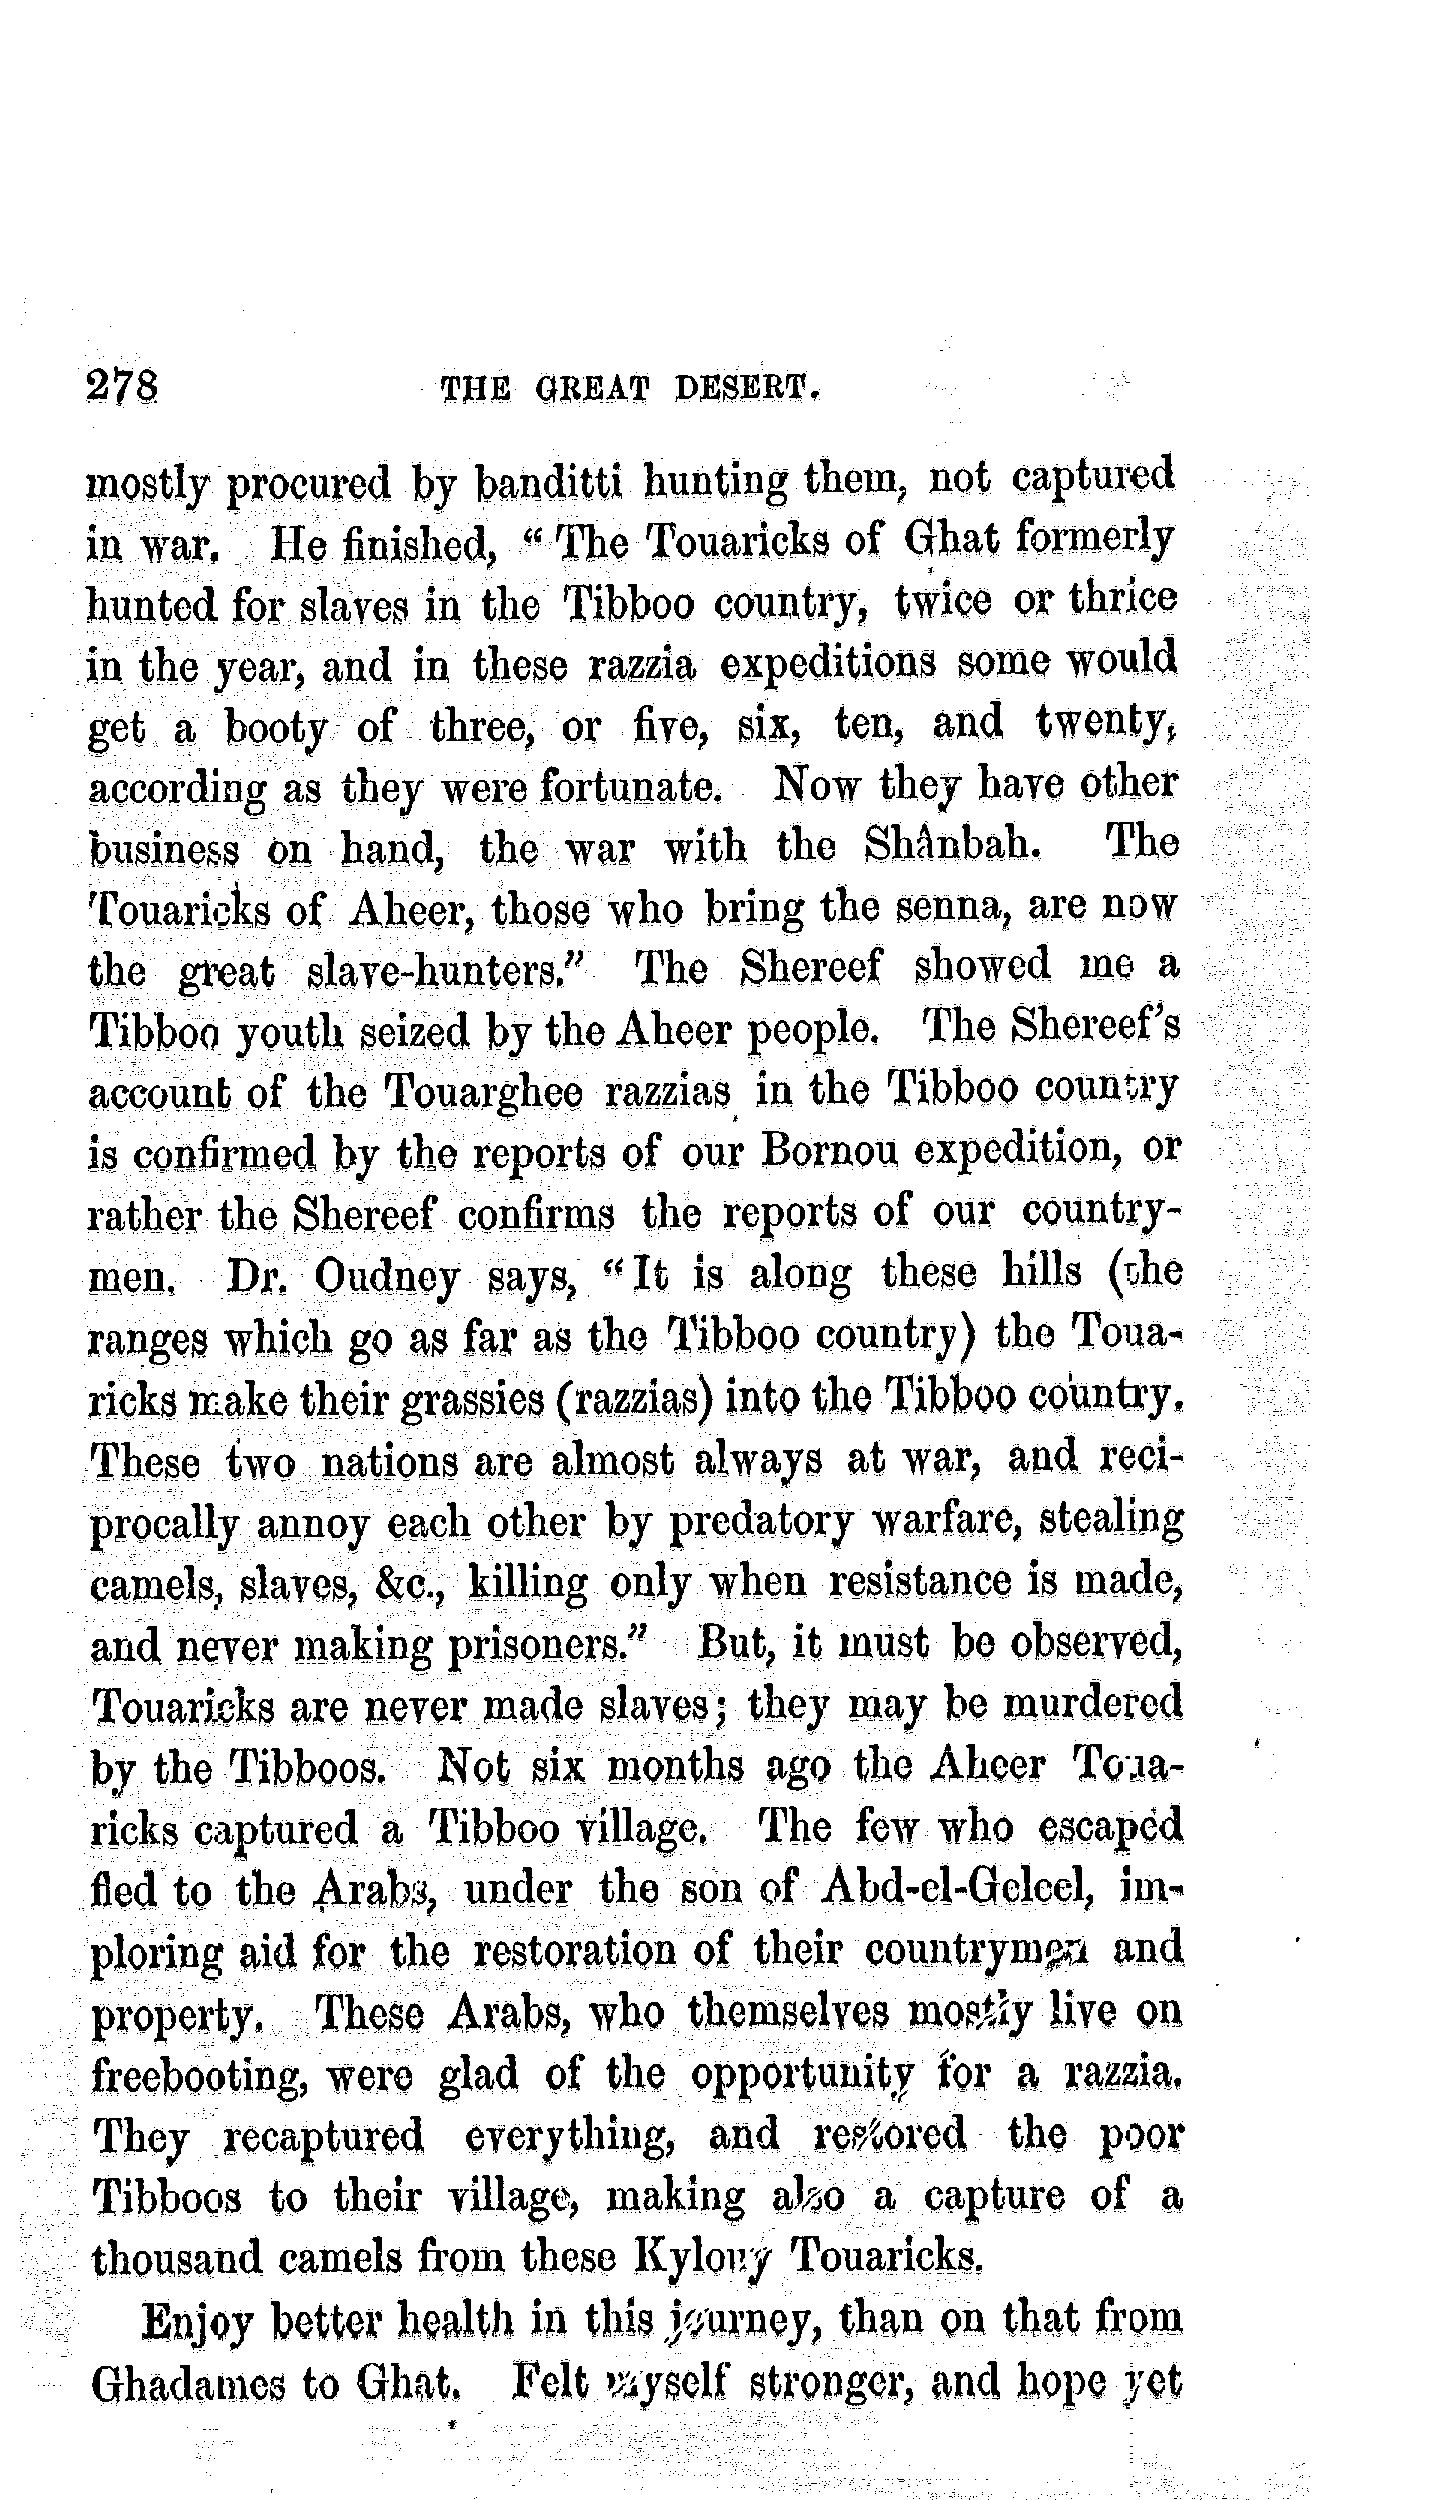 278 THE GREAT DESERT.
mostly procured by banditti hunting them, not captured
in war. He finished, “The Touaricks of Ghat formerly
hunted for slaves in the Tibboo country, twice or thrice
in the year, and in these razzia expeditions some would
get a booty of three, or five, six, ten, and twenty,
according as they were fortunate. Now they have other
business on hand, the war with the Shânbah. The
Touaricks of Aheer, those who bring the senna, are now
the great slave-hunters.” The Shereef showed me a
Tibboo youth seized by the Aheer people. The Shereef’s
account of the Touarghee razzias in the Tibboo country
is confirmed by the reports of our Bornou expedition, or
rather the Shereef confirms the reports of our country-
men. Dr. Oudney says, “It is along these hills (the
ranges which go as far as the Tibboo country) the Toua-
ricks make their grassies (razzias) into the Tibboo country.
These two nations are almost always at war, and reci-
procally annoy each other by predatory warfare, stealing
camels, slaves, &c., killing only when resistance is made,
and never making prisoners.” But, it must be observed,
Touaricks are never made slaves; they may be murdered
by the Tibboos. Not six months ago the Aheer Toua-
ricks captured a Tibboo village. The few who escaped
fled to the Arabs, under the son of Abd-el-Geleel, im-
ploring aid for the restoration of their countrymen and
property. These Arabs, who themselves mostly live on
freebooting, were glad of the opportunity for a razzia.
They recaptured everything, and restored the poor
Tibboos to their village, making also a capture of a
thousand camels from these Kylouy Touaricks.
Enjoy better health in this journey, than on that from
Ghadames to Ghat. Felt myself stronger, and hope yet